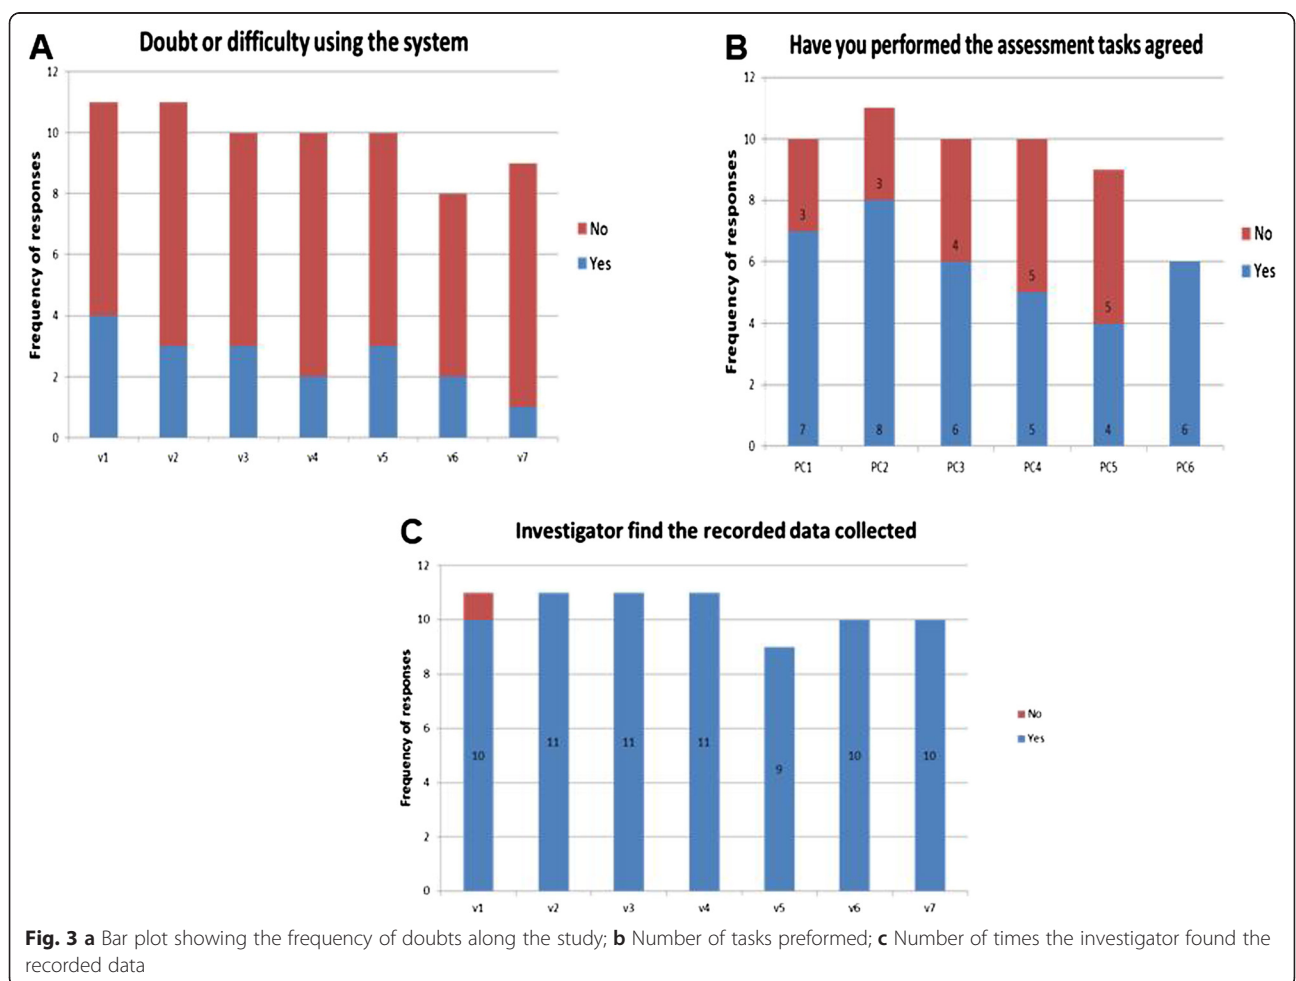 A
Doubt or difficulty using the system
12
10
8
6
4
2
0
Frequency of responses
v1 v2 v3 v4 v5 v6 v7
No
Yes
B
Have you performed the assessment tasks agreed
12
10
8
6
4
2
0
Frequency of responses
3
3
4
5
5
7 8 6 5 4 6
PC1 PC2 PC3 PC4 PC5 PC6
No
Yes
C
Investigator find the recorded data collected
12
10
8
6
4
2
0
Frequency of responses
10 11 11 11 9 10 10
v1 v2 v3 v4 v5 v6 v7
No
Yes
Fig. 3 a Bar plot showing the frequency of doubts along the study; b Number of tasks preformed; c Number of times the investigator found the
recorded data